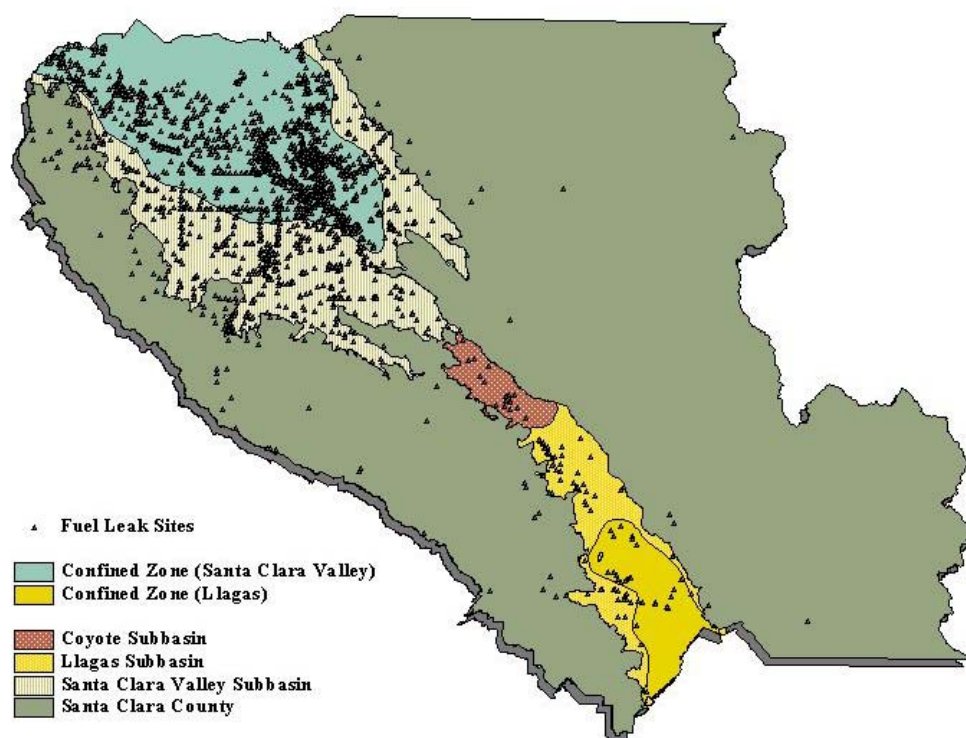 Fuel Leak Sites
Confined Zone (Santa Clara Valley)
Confined Zone (Llagas)
Coyote Subbasin
Llagas Subbasin
Santa Clara Valley Subbasin
Santa Clara County